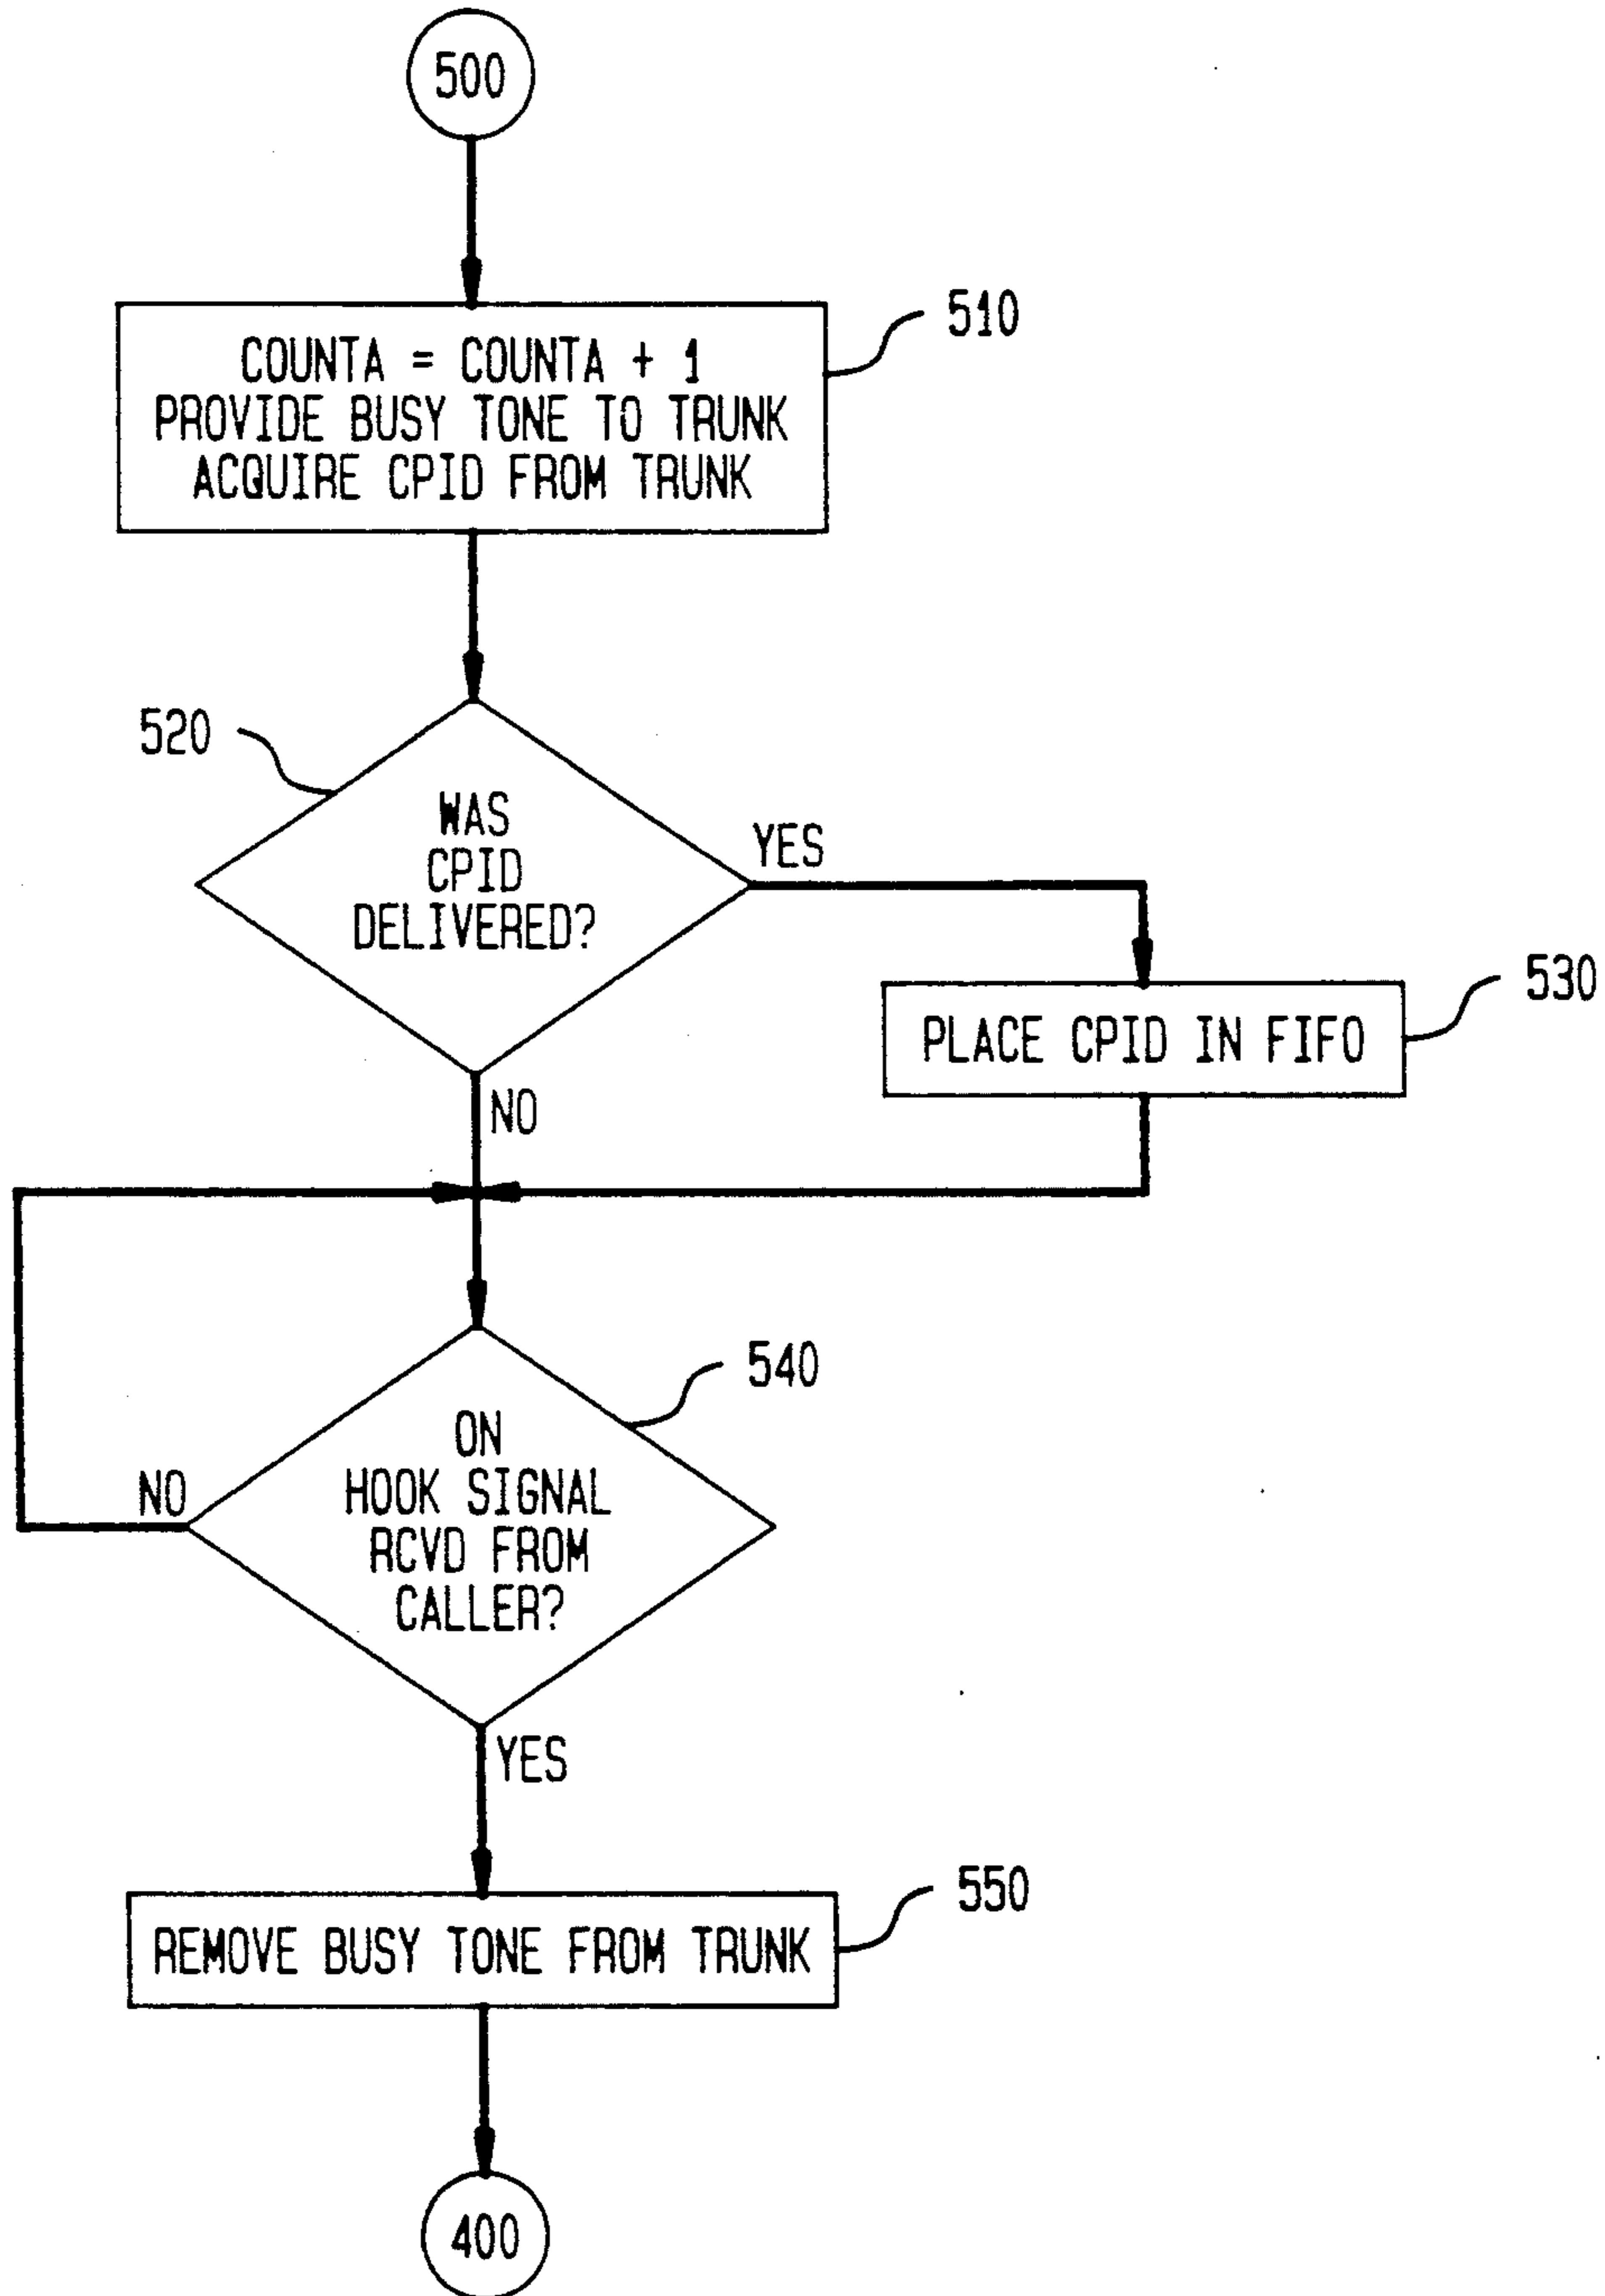 500
510
COUNTA = COUNTA + 1
PROVIDE BUSY TONE TO TRUNK
ACQUIRE CPID FROM TRUNK
520
WAS
CPID
DELIVERED?
YES
530
PLACE CPID IN FIFO
NO
540
ON
HOOK SIGNAL
RCVD FROM
CALLER?
NO
YES
550
REMOVE BUSY TONE FROM TRUNK
400